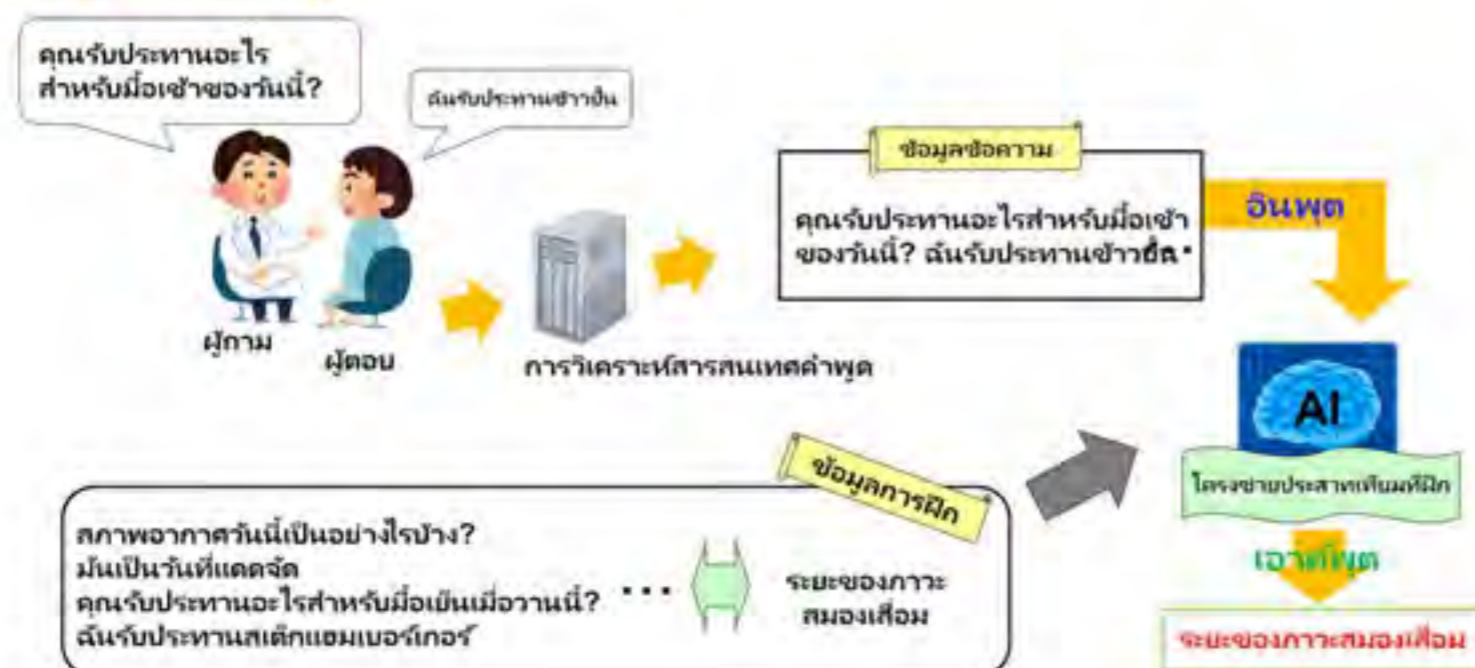 คุณรับประทานอะไร
สำหรับมื้อเช้าของวันนี้?
ฉันรับประทานข้าวปั้น
ผู้ถาม
ผู้ตอบ
การวิเคราะห์สารสนเทศคำพูด
ข้อมูลข้อความ
คุณรับประทานอะไรสำหรับมื้อเช้า
ของวันนี้? ฉันรับประทานข้าว
อินพุต
AI
โครงข่ายประสาทเทียมที่ฝึก
เอาต์พุต
ระยะของภาวะสมองเสื่อม
ข้อมูลการฝึก
สภาพอากาศวันนี้เป็นอย่างไรบ้าง?
มันเป็นวันที่แดดจัด
คุณรับประทานอะไรสำหรับมื้อเย็นเมื่อวานนี้?
ฉันรับประทานสเต็กแฮมเบอร์เกอร์
...
ระยะของภาวะ
สมองเสื่อม